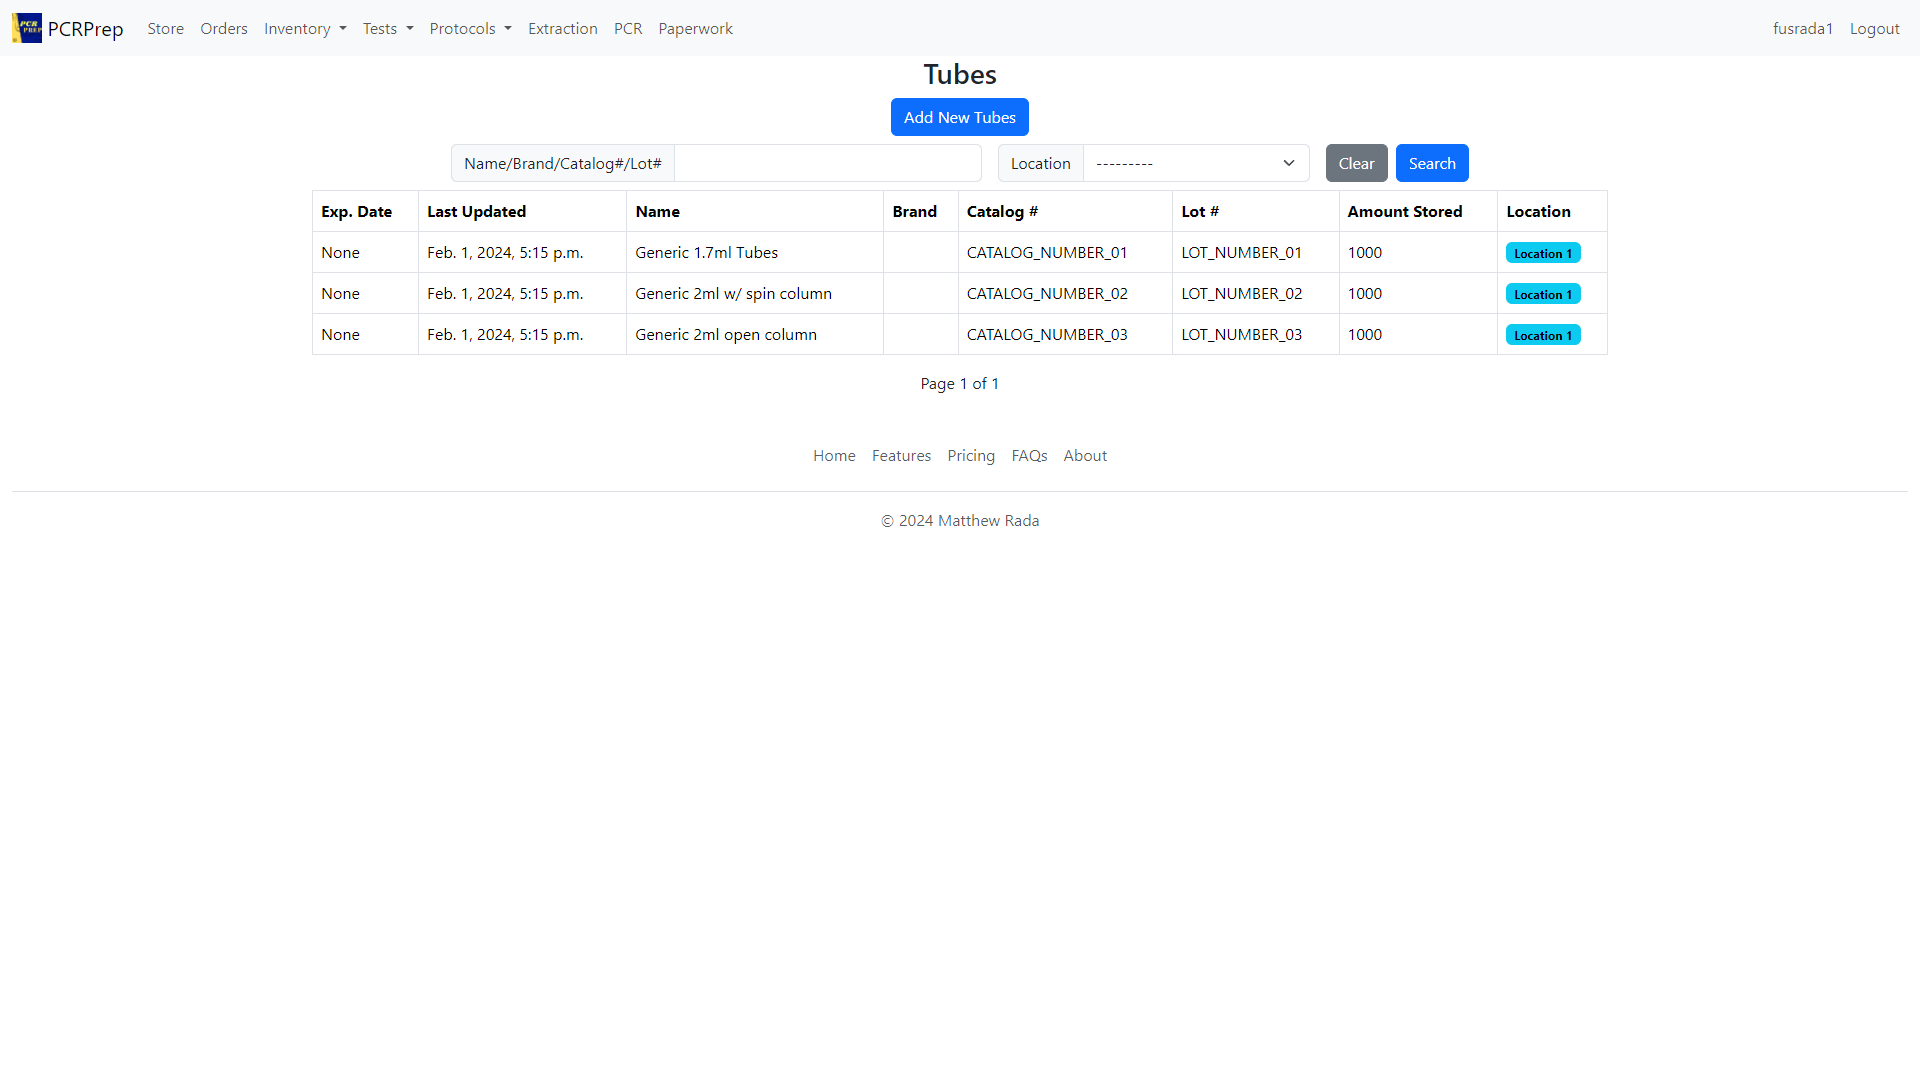 PCR PREP PCRPrep Store Orders Inventory Tests Protocols Extraction PCR Paperwork fusrada1 Logout
Tubes
Add New Tubes
Name/Brand/Catalog#/Lot# Location --------- Clear Search
Exp. Date Last Updated Name Brand Catalog # Lot # Amount Stored Location
None Feb. 1, 2024, 5:15 p.m. Generic 1.7ml Tubes CATALOG_NUMBER_01 LOT_NUMBER_01 1000 Location 1
None Feb. 1, 2024, 5:15 p.m. Generic 2ml w/ spin column CATALOG_NUMBER_02 LOT_NUMBER_02 1000 Location 1
None Feb. 1, 2024, 5:15 p.m. Generic 2ml open column CATALOG_NUMBER_03 LOT_NUMBER_03 1000 Location 1
Page 1 of 1
Home Features Pricing FAQs About
© 2024 Matthew Rada